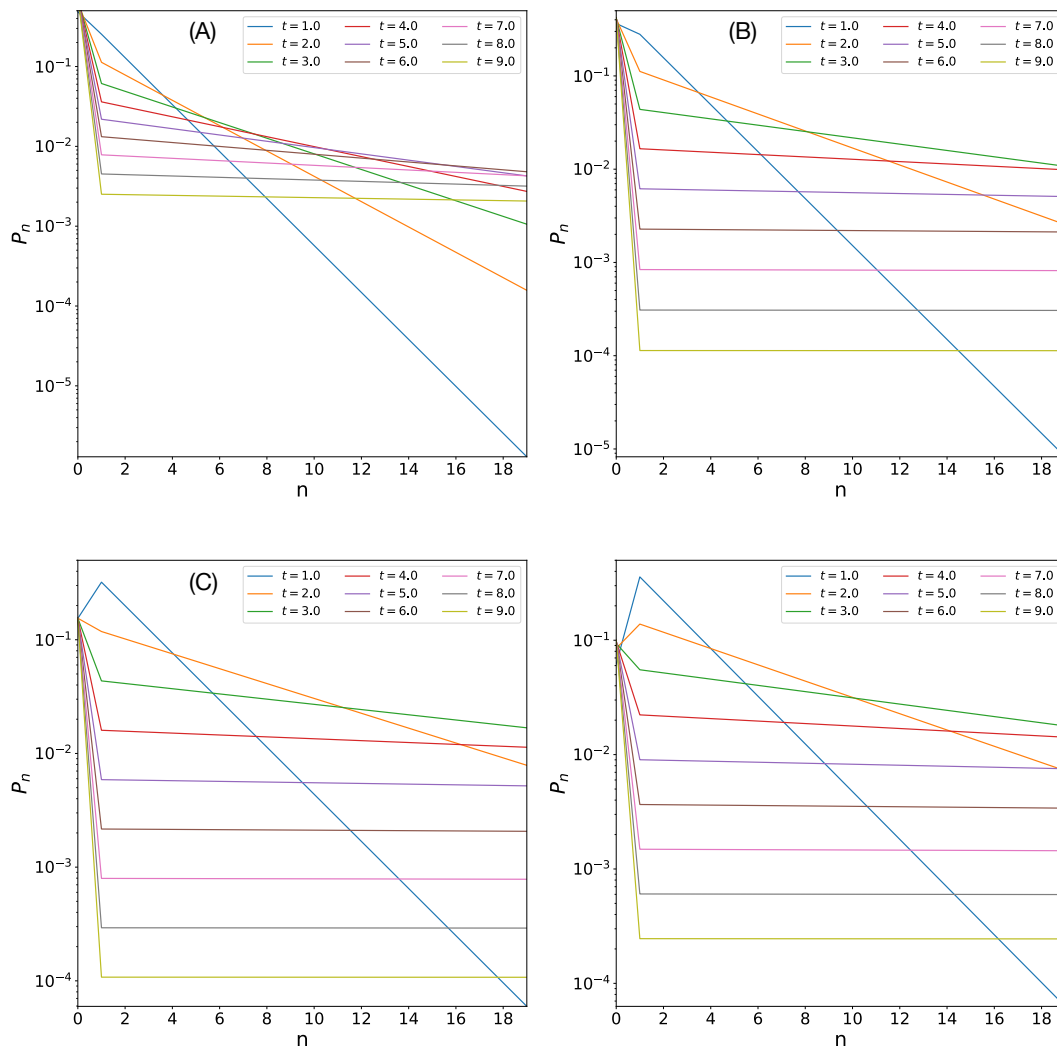 (A)
t = 1.0 t = 4.0 t = 7.0
t = 2.0 t = 5.0 t = 8.0
t = 3.0 t = 6.0 t = 9.0
10⁻¹
10⁻²
10⁻³
10⁻⁴
10⁻⁵
Pₙ
0 2 4 6 8 10 12 14 16 18
n
(B)
t = 1.0 t = 4.0 t = 7.0
t = 2.0 t = 5.0 t = 8.0
t = 3.0 t = 6.0 t = 9.0
10⁻¹
10⁻²
10⁻³
10⁻⁴
10⁻⁵
Pₙ
0 2 4 6 8 10 12 14 16 18
n
(C)
t = 1.0 t = 4.0 t = 7.0
t = 2.0 t = 5.0 t = 8.0
t = 3.0 t = 6.0 t = 9.0
10⁻¹
10⁻²
10⁻³
10⁻⁴
Pₙ
0 2 4 6 8 10 12 14 16 18
n
t = 1.0 t = 4.0 t = 7.0
t = 2.0 t = 5.0 t = 8.0
t = 3.0 t = 6.0 t = 9.0
10⁻¹
10⁻²
10⁻³
10⁻⁴
Pₙ
0 2 4 6 8 10 12 14 16 18
n